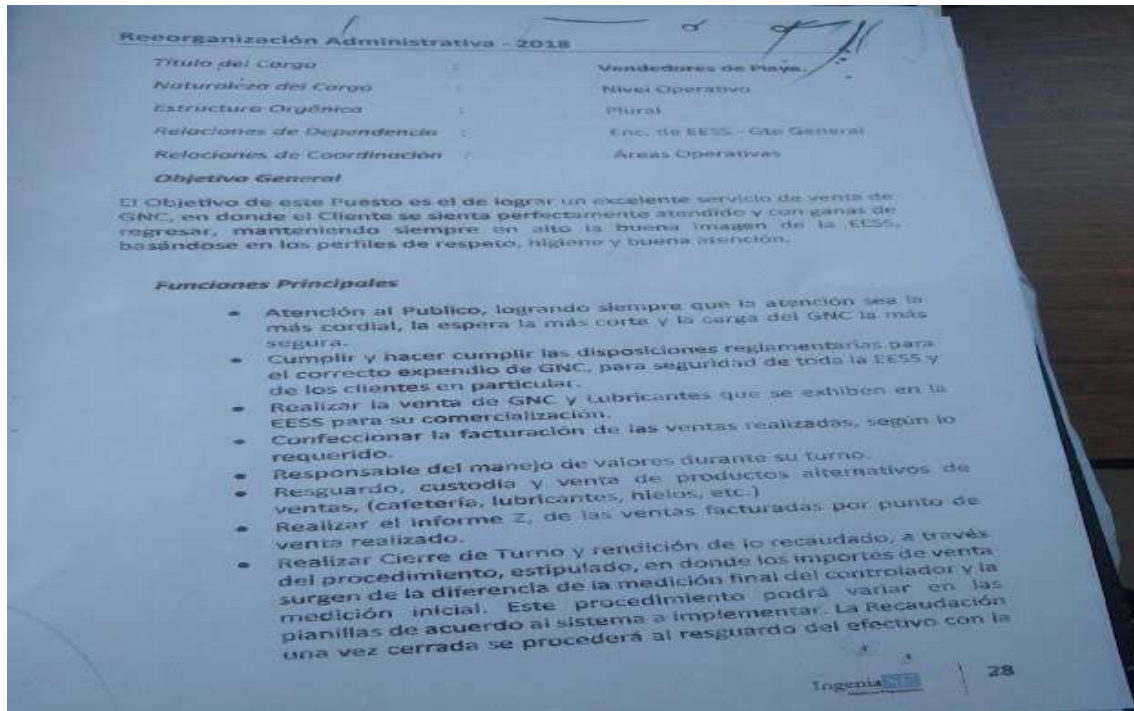 Reeorganización Administrativa - 2018
Título del Cargo : Vendedores de Playa.
Naturaleza del Cargo : Nivel Operativo
Estructura Orgánica : Plural
Relaciones de Dependencia : Enc. de EESS - Gte General
Relaciones de Coordinación : Áreas Operativas
Objetivo General
El Objetivo de este Puesto es el de lograr un excelente servicio de venta de
GNC, en donde el Cliente se sienta perfectamente atendido y con ganas de
regresar, manteniendo siempre en alto la buena imagen de la EESS,
basándose en los perfiles de respeto, higiene y buena atención.
Funciones Principales
• Atención al Publico, logrando siempre que la atención sea la
más cordial, la espera la más corta y la carga del GNC la más
segura.
• Cumplir y hacer cumplir las disposiciones reglamentarias para
el correcto expendio de GNC, para seguridad de toda la EESS y
de los clientes en particular.
• Realizar la venta de GNC y Lubricantes que se exhiben en la
EESS para su comercialización.
• Confeccionar la facturación de las ventas realizadas, según lo
requerido.
• Responsable del manejo de valores durante su turno.
• Resguardo, custodia y venta de productos alternativos de
ventas, (cafetería, lubricantes, hielos, etc.)
• Realizar el informe Z, de las ventas facturadas por punto de
venta realizado.
• Realizar Cierre de Turno y rendición de lo recaudado, a través
del procedimiento, estipulado, en donde los importes de venta
surgen de la diferencia de la medición final del controlador y la
medición inicial. Este procedimiento podrá variar en las
planillas de acuerdo al sistema a implementar. La Recaudación
una vez cerrada se procederá al resguardo del efectivo con la
Ingenia
28